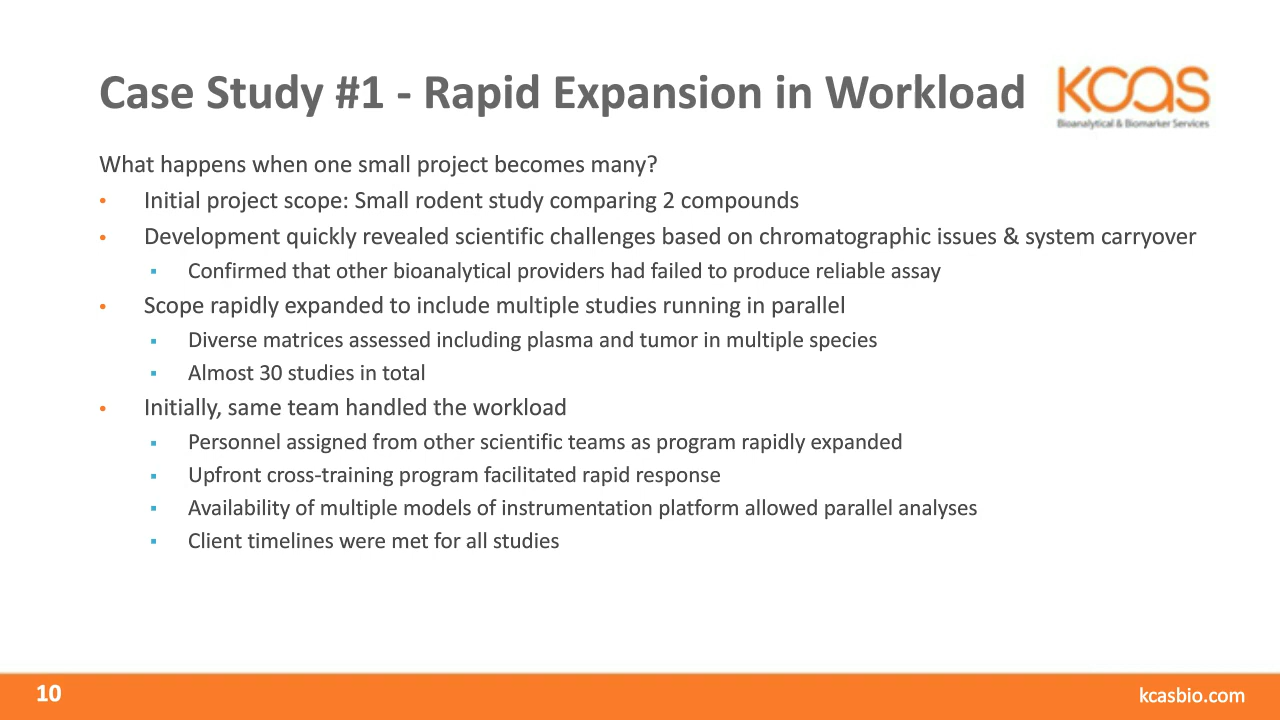 Case Study #1 - Rapid Expansion in Workload
KCAS
Bioanalytical & Biomarker Services
What happens when one small project becomes many?
• Initial project scope: Small rodent study comparing 2 compounds
• Development quickly revealed scientific challenges based on chromatographic issues & system carryover
▪ Confirmed that other bioanalytical providers had failed to produce reliable assay
• Scope rapidly expanded to include multiple studies running in parallel
▪ Diverse matrices assessed including plasma and tumor in multiple species
▪ Almost 30 studies in total
• Initially, same team handled the workload
▪ Personnel assigned from other scientific teams as program rapidly expanded
▪ Upfront cross-training program facilitated rapid response
▪ Availability of multiple models of instrumentation platform allowed parallel analyses
▪ Client timelines were met for all studies
10
kcasbio.com